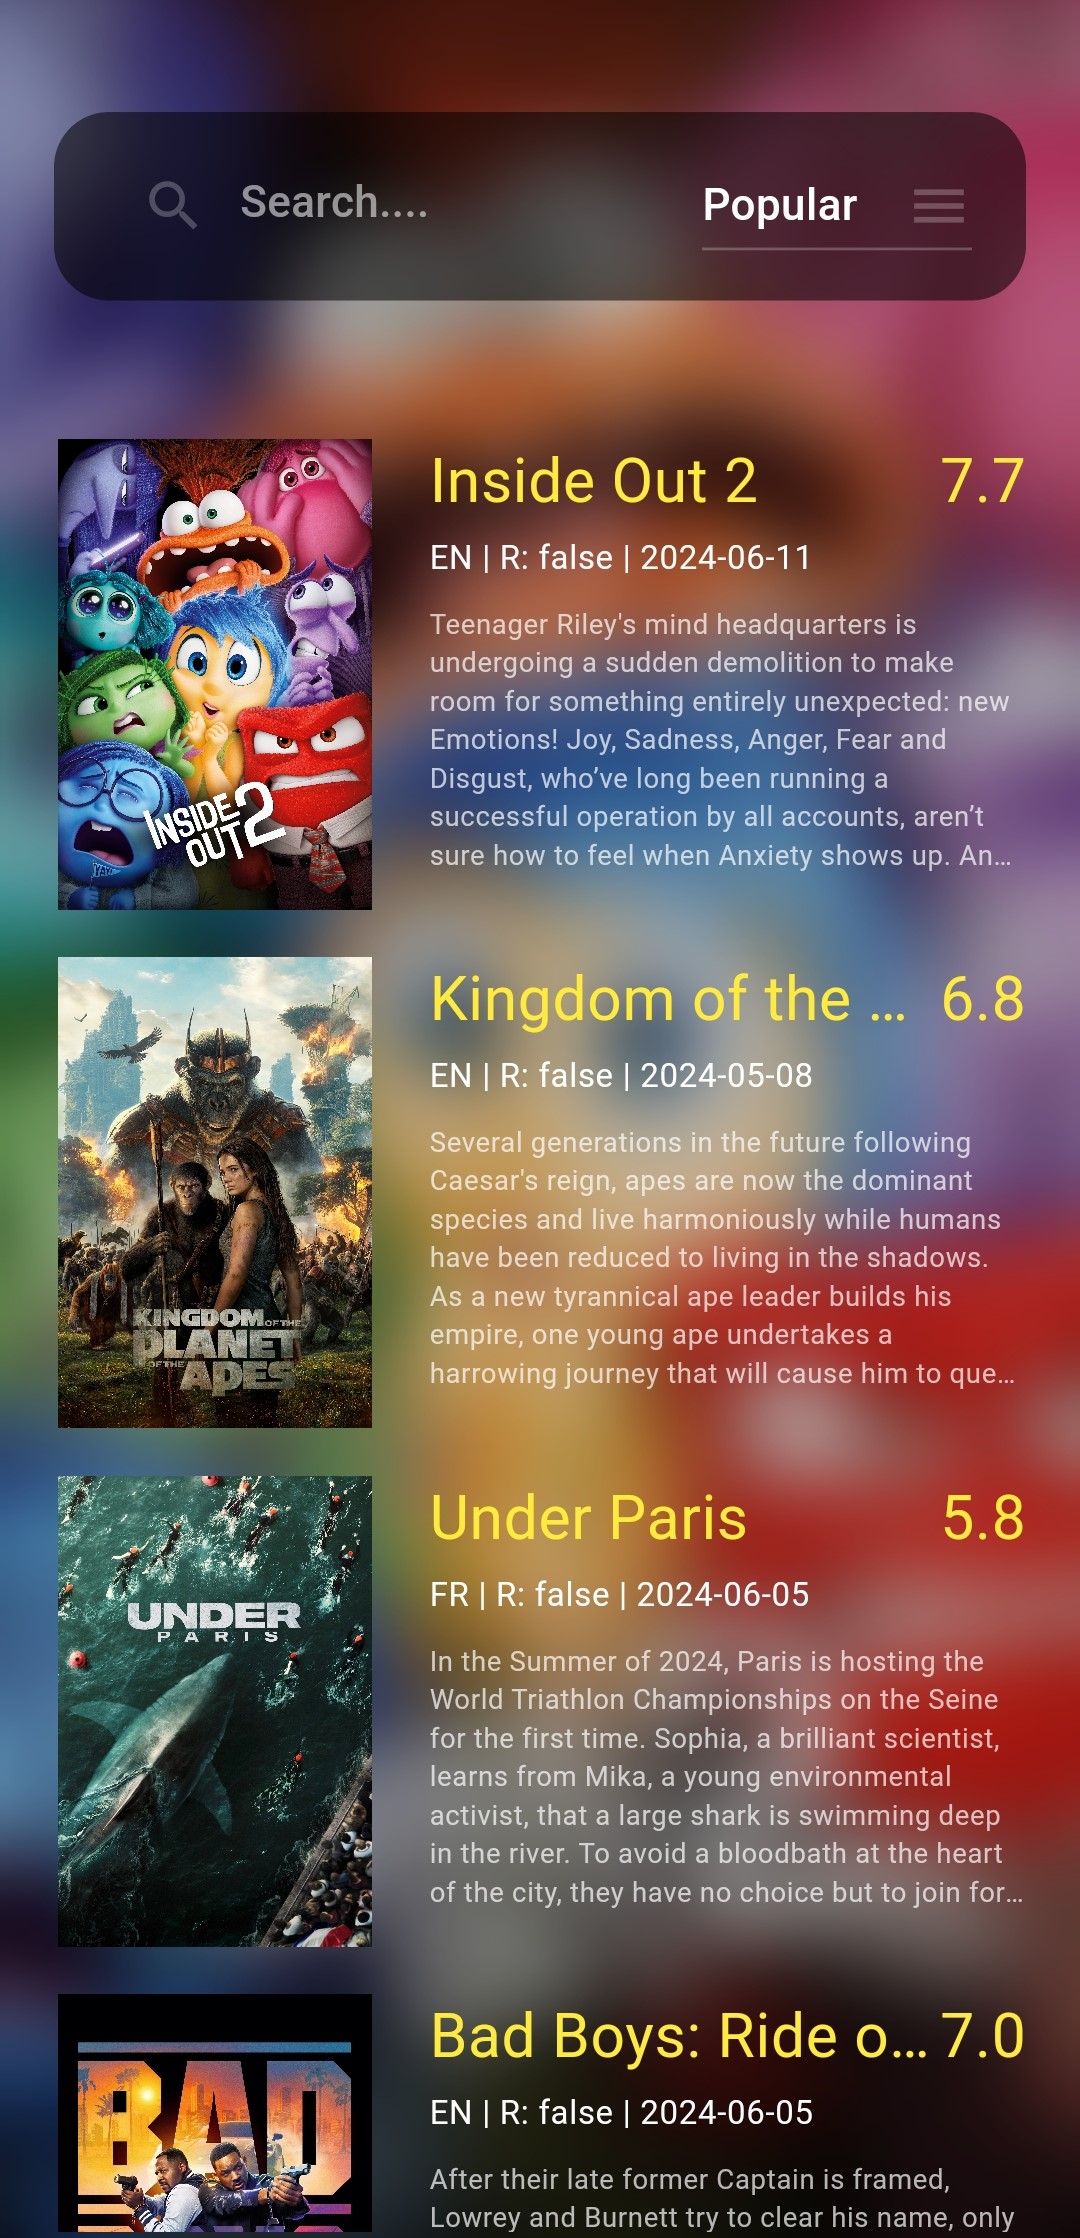 Search....
Popular
Inside Out 2 7.7
EN | R: false | 2024-06-11
Teenager Riley's mind headquarters is
undergoing a sudden demolition to make
room for something entirely unexpected: new
Emotions! Joy, Sadness, Anger, Fear and
Disgust, who’ve long been running a
successful operation by all accounts, aren’t
sure how to feel when Anxiety shows up. An…
INSIDE
OUT 2
Kingdom of the … 6.8
EN | R: false | 2024-05-08
Several generations in the future following
Caesar's reign, apes are now the dominant
species and live harmoniously while humans
have been reduced to living in the shadows.
As a new tyrannical ape leader builds his
empire, one young ape undertakes a
harrowing journey that will cause him to que…
KINGDOM OF THE
PLANET
OF THE APES
Under Paris 5.8
FR | R: false | 2024-06-05
In the Summer of 2024, Paris is hosting the
World Triathlon Championships on the Seine
for the first time. Sophia, a brilliant scientist,
learns from Mika, a young environmental
activist, that a large shark is swimming deep
in the river. To avoid a bloodbath at the heart
of the city, they have no choice but to join for…
UNDER
PARIS
Bad Boys: Ride o… 7.0
EN | R: false | 2024-06-05
After their late former Captain is framed,
Lowrey and Burnett try to clear his name, only
BAD